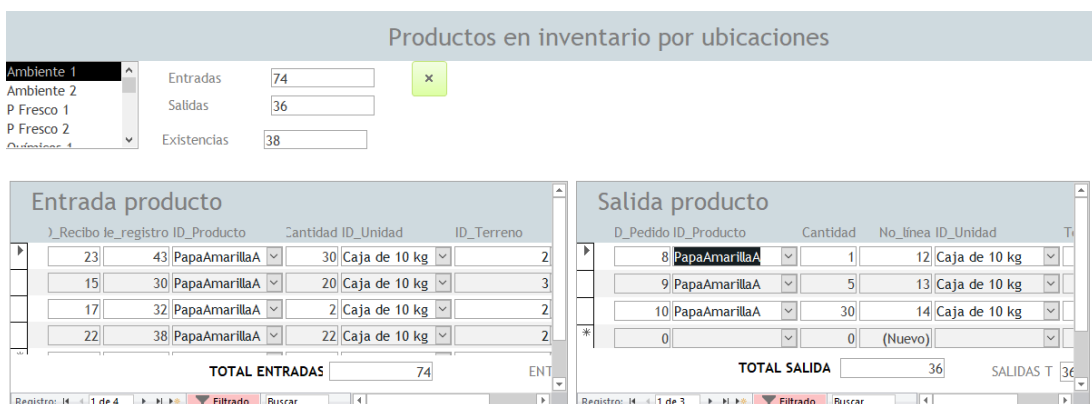 Productos en inventario por ubicaciones
Ambiente 1
Ambiente 2
P Fresco 1
P Fresco 2
Químicos 1
Entradas 74
Salidas 36
Existencias 38
×
Entrada producto
)_Recibo le_registro ID_Producto Cantidad ID_Unidad ID_Terreno
23 43 PapaAmarillaA 30 Caja de 10 kg 2
15 30 PapaAmarillaA 20 Caja de 10 kg 3
17 32 PapaAmarillaA 2 Caja de 10 kg 2
22 38 PapaAmarillaA 22 Caja de 10 kg 2
TOTAL ENTRADAS 74 ENT
Registro: 1 de 4 Filtrado Buscar
Salida producto
D_Pedido ID_Producto Cantidad No_línea ID_Unidad T
8 PapaAmarillaA 1 12 Caja de 10 kg
9 PapaAmarillaA 5 13 Caja de 10 kg
10 PapaAmarillaA 30 14 Caja de 10 kg
* 0 0 (Nuevo)
TOTAL SALIDA 36 SALIDAS T 36
Registro: 1 de 3 Filtrado Buscar